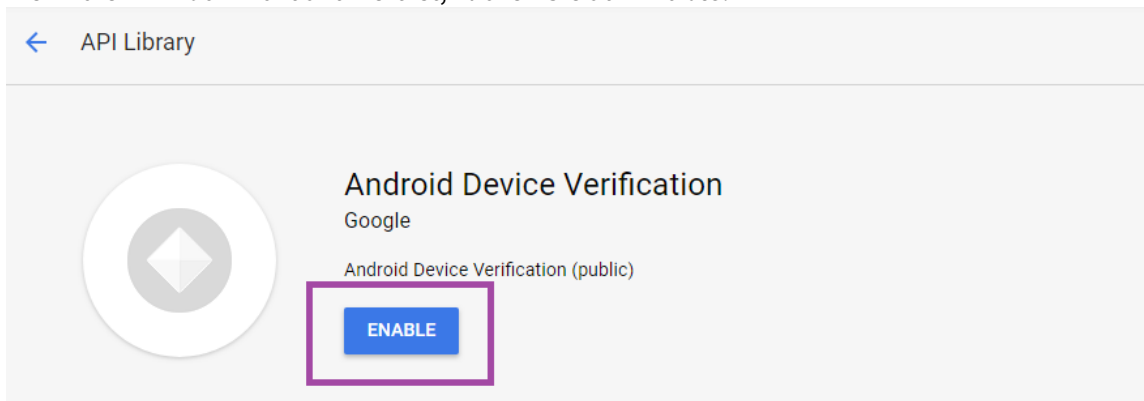 API Library
Android Device Verification
Google
Android Device Verification (public)
ENABLE